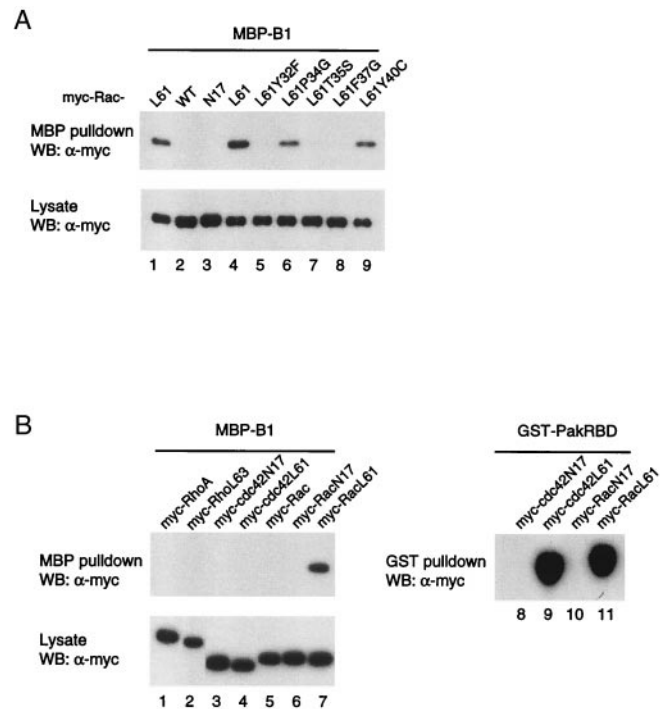 A
MBP-B1
myc-Rac-
L61
WT
N17
L61
L61Y32F
L61P34G
L61T35S
L61F37G
L61Y40C
MBP pulldown
WB: α-myc
Lysate
WB: α-myc
1 2 3 4 5 6 7 8 9
B
MBP-B1
myc-RhoA
myc-RhoL63
myc-cdc42N17
myc-cdc42L61
myc-Rac
myc-RacN17
myc-RacL61
MBP pulldown
WB: α-myc
Lysate
WB: α-myc
1 2 3 4 5 6 7
GST-PakRBD
myc-cdc42N17
myc-cdc42L61
myc-RacN17
myc-RacL61
GST pulldown
WB: α-myc
8 9 10 11